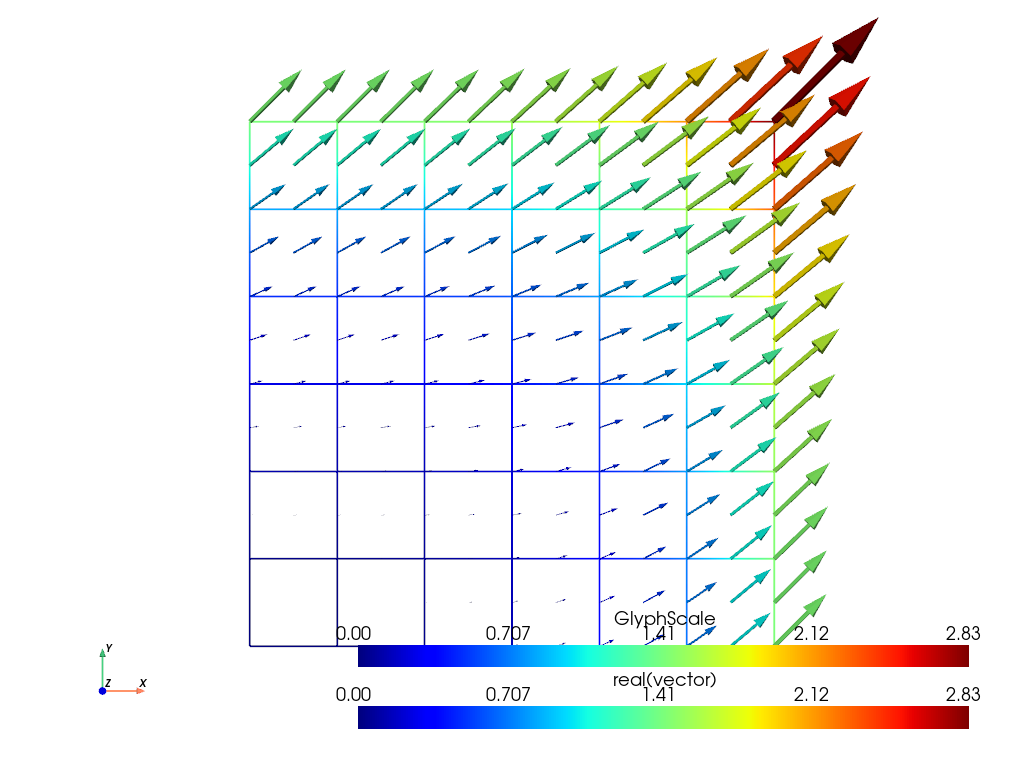 GlyphScale
0.00 0.707 1.41 2.12 2.83
real(vector)
0.00 0.707 1.41 2.12 2.83
Y
Z X